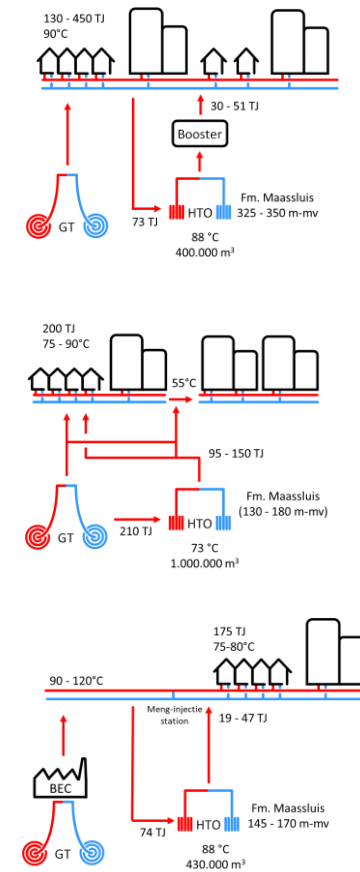 130 - 450 TJ
90°C
30 - 51 TJ
Booster
GT
73 TJ
HTO
Fm. Maassluis
325 - 350 m-mv
88 °C
400.000 m³
200 TJ
75 - 90°C
55°C
95 - 150 TJ
GT
210 TJ
HTO
Fm. Maassluis
(130 - 180 m-mv)
73 °C
1.000.000 m³
175 TJ
75-80°C
90 - 120°C
Meng-injectie
station
19 - 47 TJ
BEC
GT
74 TJ
HTO
Fm. Maassluis
145 - 170 m-mv
88 °C
430.000 m³